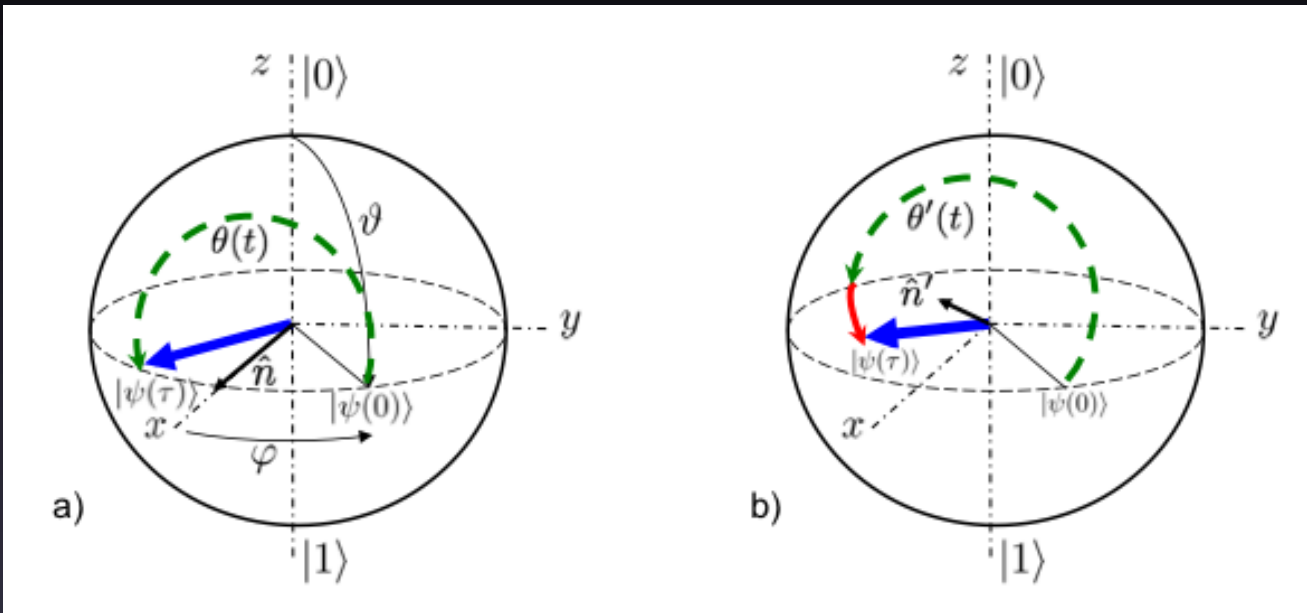 z |0⟩
ϑ
θ(t)
y
n̂
|ψ(τ)⟩
|ψ(0)⟩
x
φ
a)
|1⟩
z |0⟩
θ′(t)
n̂′
y
|ψ(τ)⟩
|ψ(0)⟩
x
b)
|1⟩